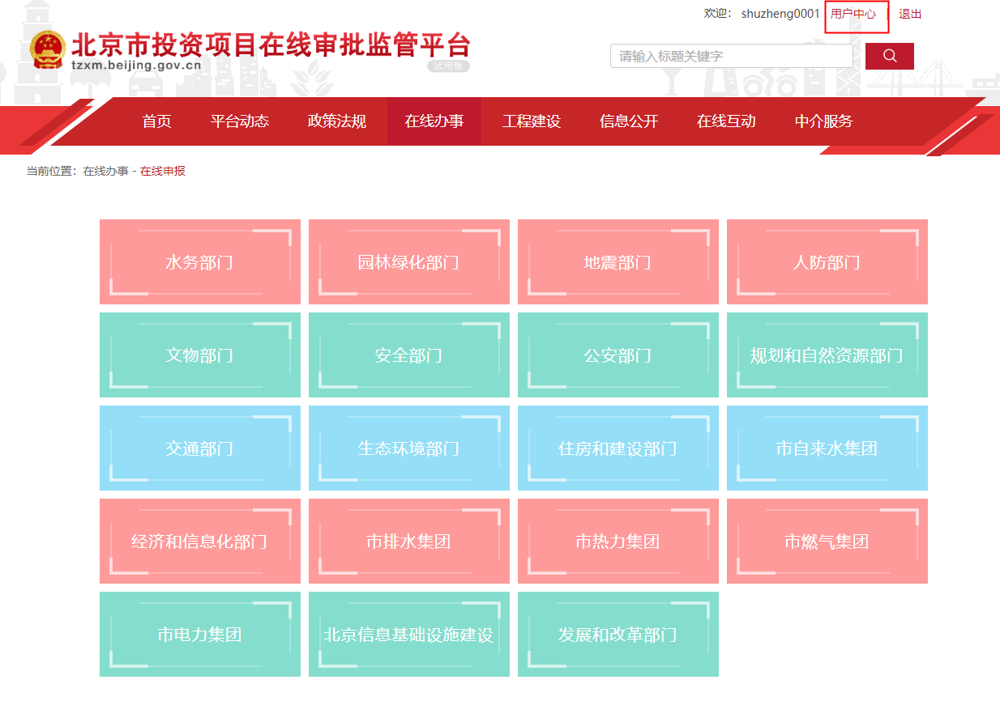 欢迎： shuzheng0001 用户中心 | 退出
北京市投资项目在线审批监管平台
tzxm.beijing.gov.cn
试用版
请输入标题关键字
首页 平台动态 政策法规 在线办事 工程建设 信息公开 在线互动 中介服务
当前位置：在线办事 - 在线申报
水务部门 园林绿化部门 地震部门 人防部门
文物部门 安全部门 公安部门 规划和自然资源部门
交通部门 生态环境部门 住房和建设部门 市自来水集团
经济和信息化部门 市排水集团 市热力集团 市燃气集团
市电力集团 北京信息基础设施建设 发展和改革部门